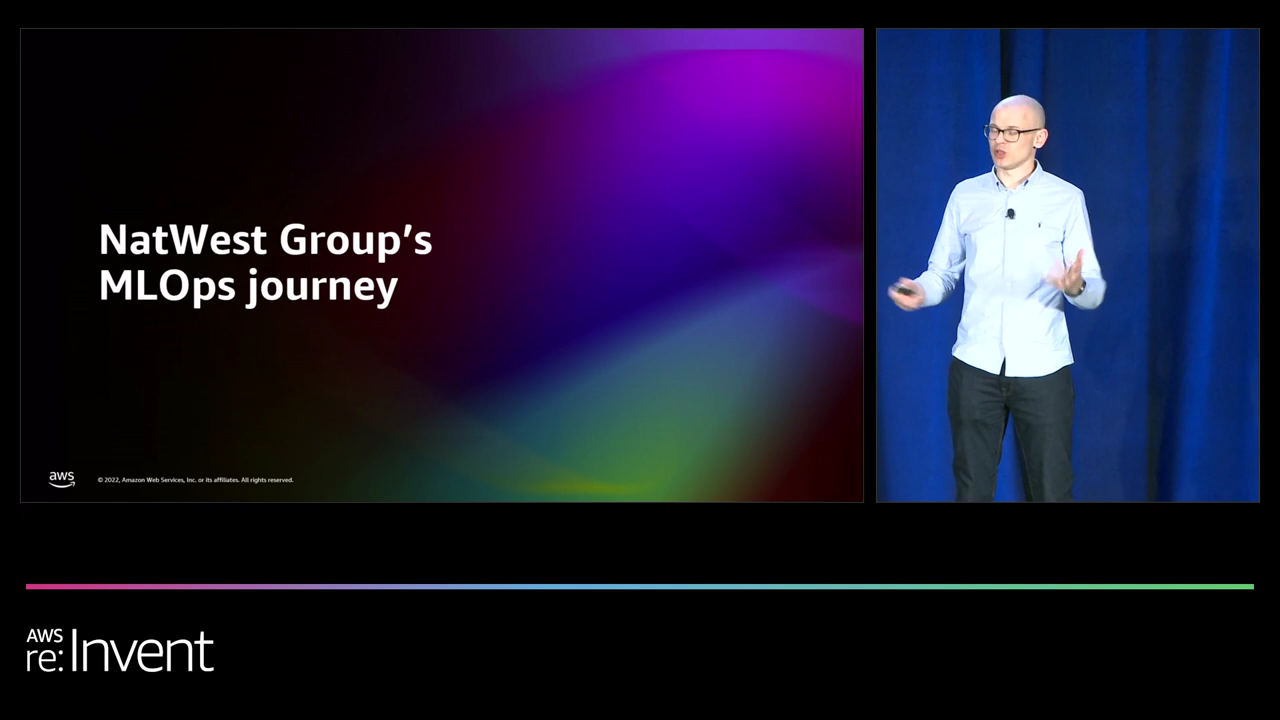 NatWest Group’s
MLOps journey
aws
© 2022, Amazon Web Services, Inc. or its affiliates. All rights reserved.
AWS
re:Invent